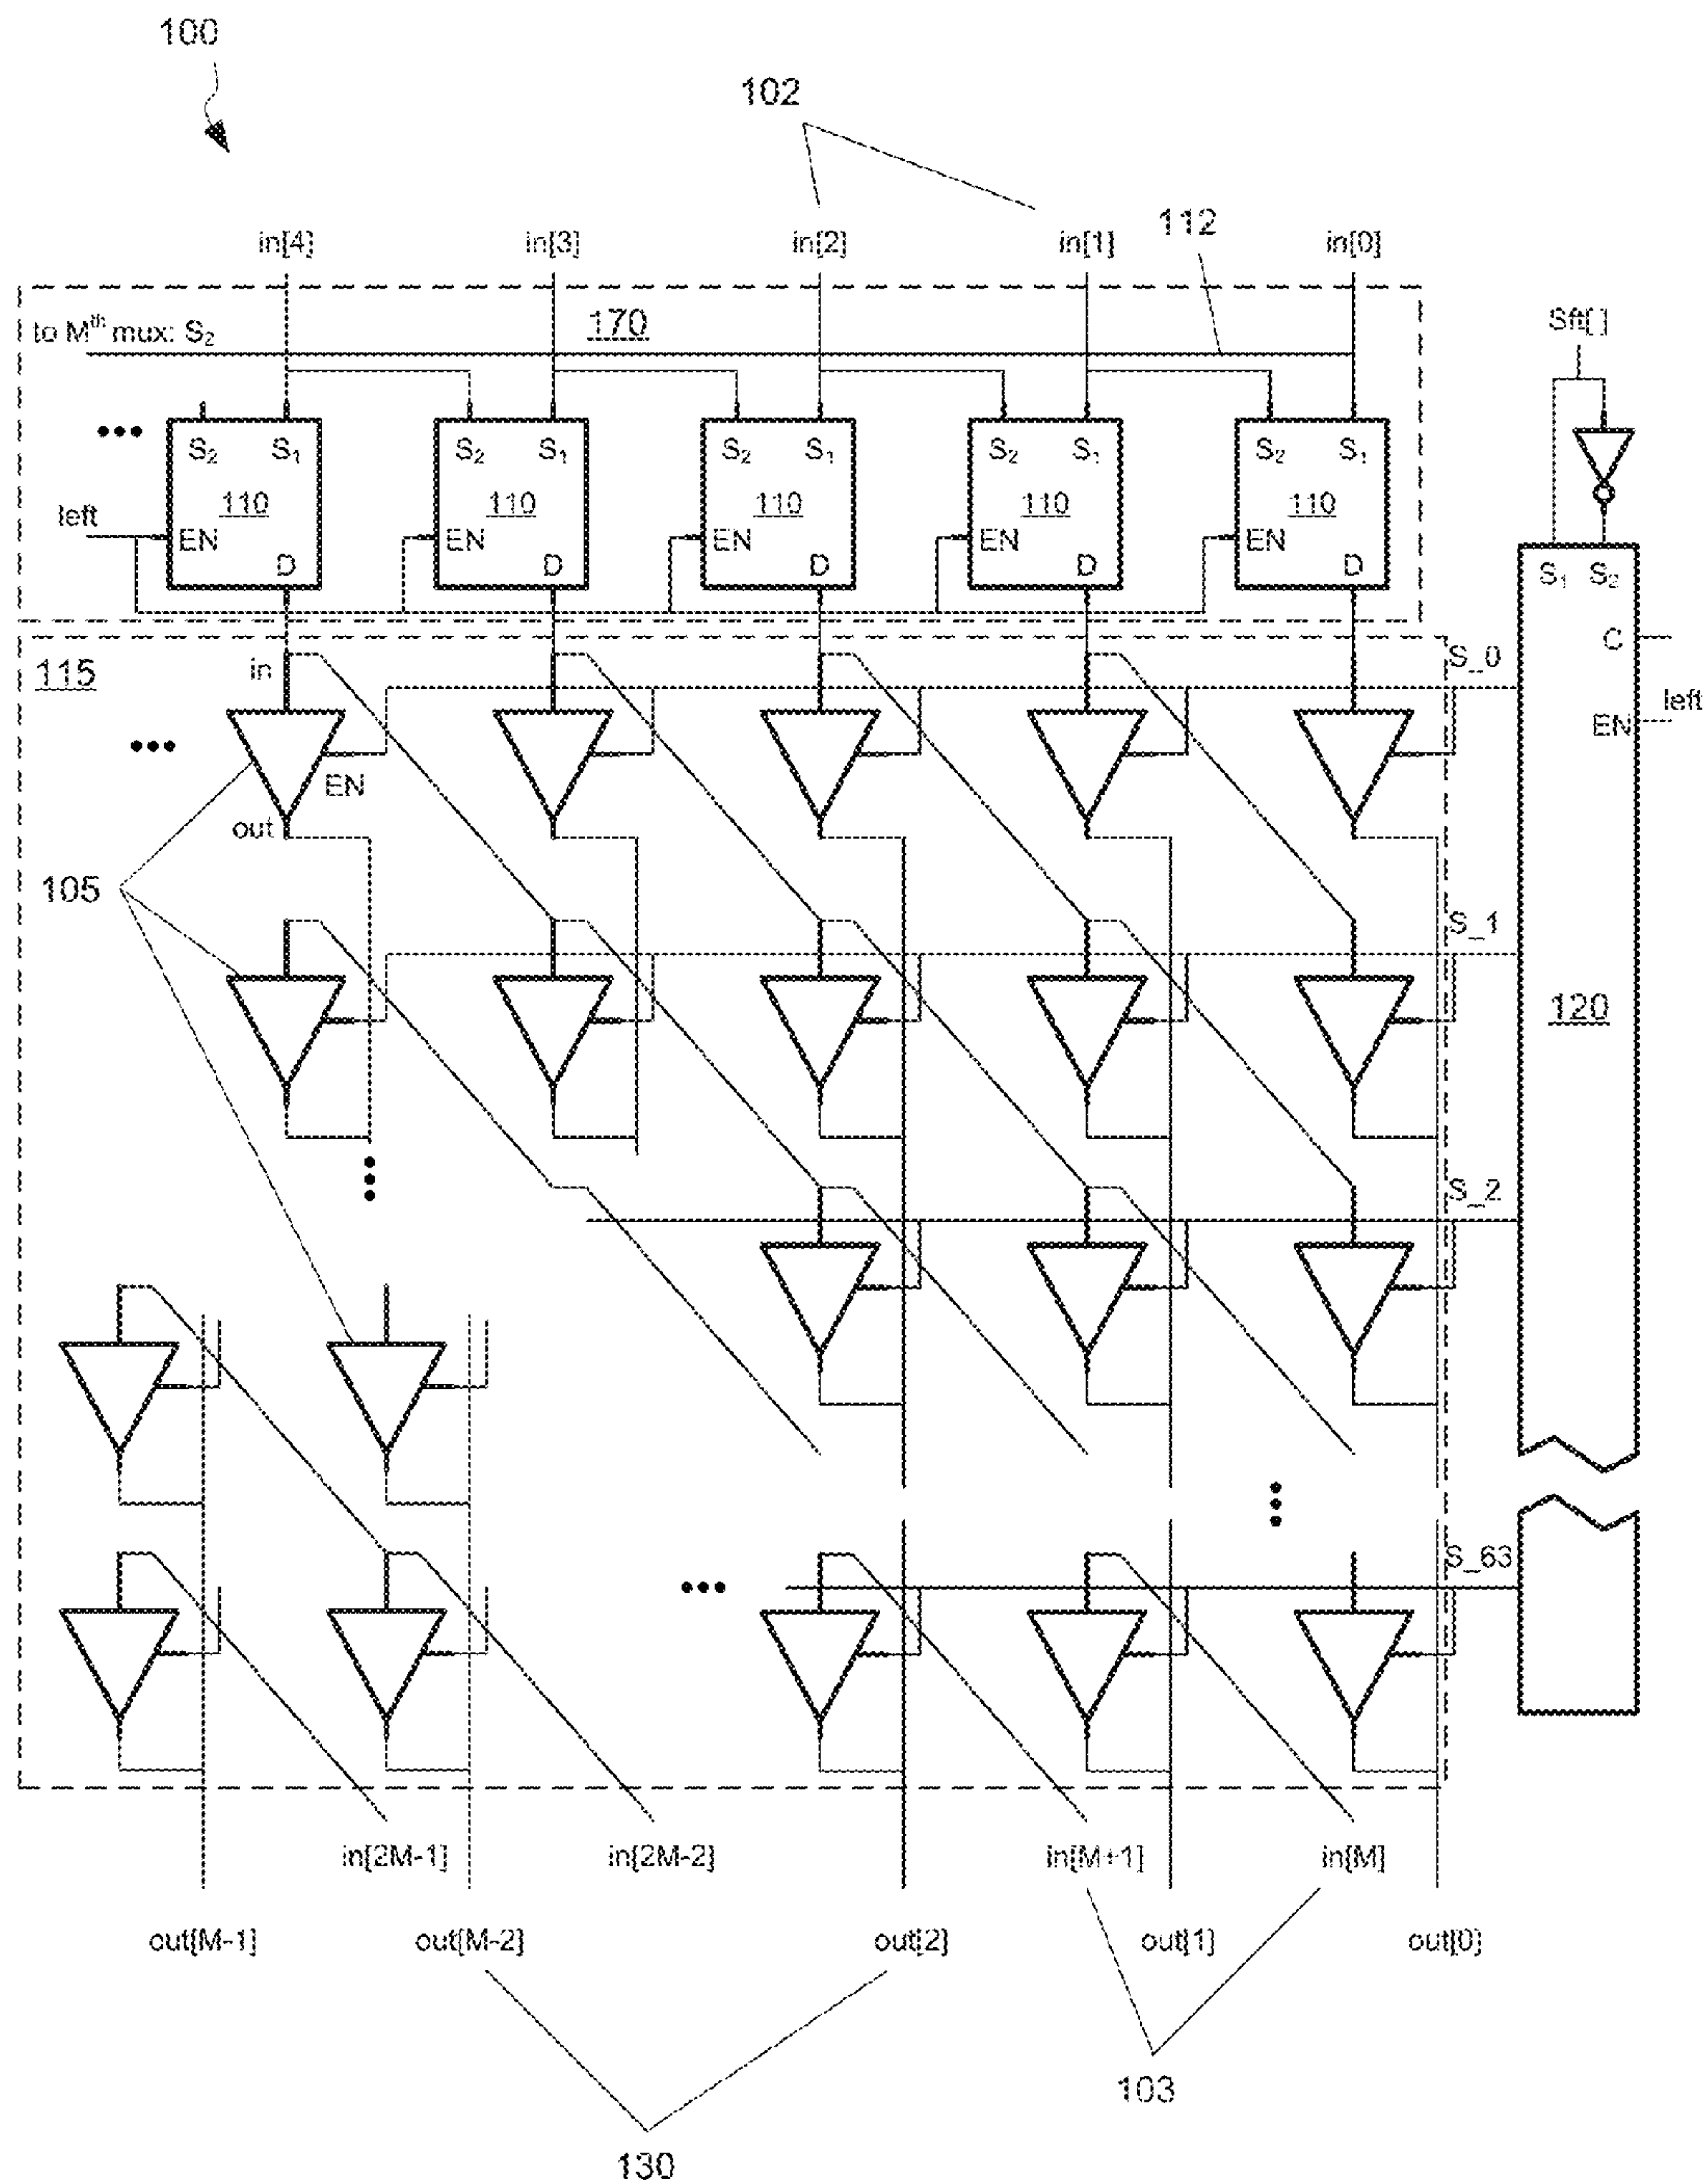 100
102
in[4] in[3] in[2] in[1] 112 in[0]
to Mth mux: S2 170 Sft[ ]
S2 S1 S2 S1 S2 S1 S2 S1 S2 S1
110 110 110 110 110
left EN EN EN EN EN
D D D D D
S1 S2
C
115 in S_0
left
EN
EN
out
105
S_1
120
S_2
S_63
in[2M-1] in[2M-2] in[M+1] in[M]
out[M-1] out[M-2] out[2] out[1] out[0]
103
130